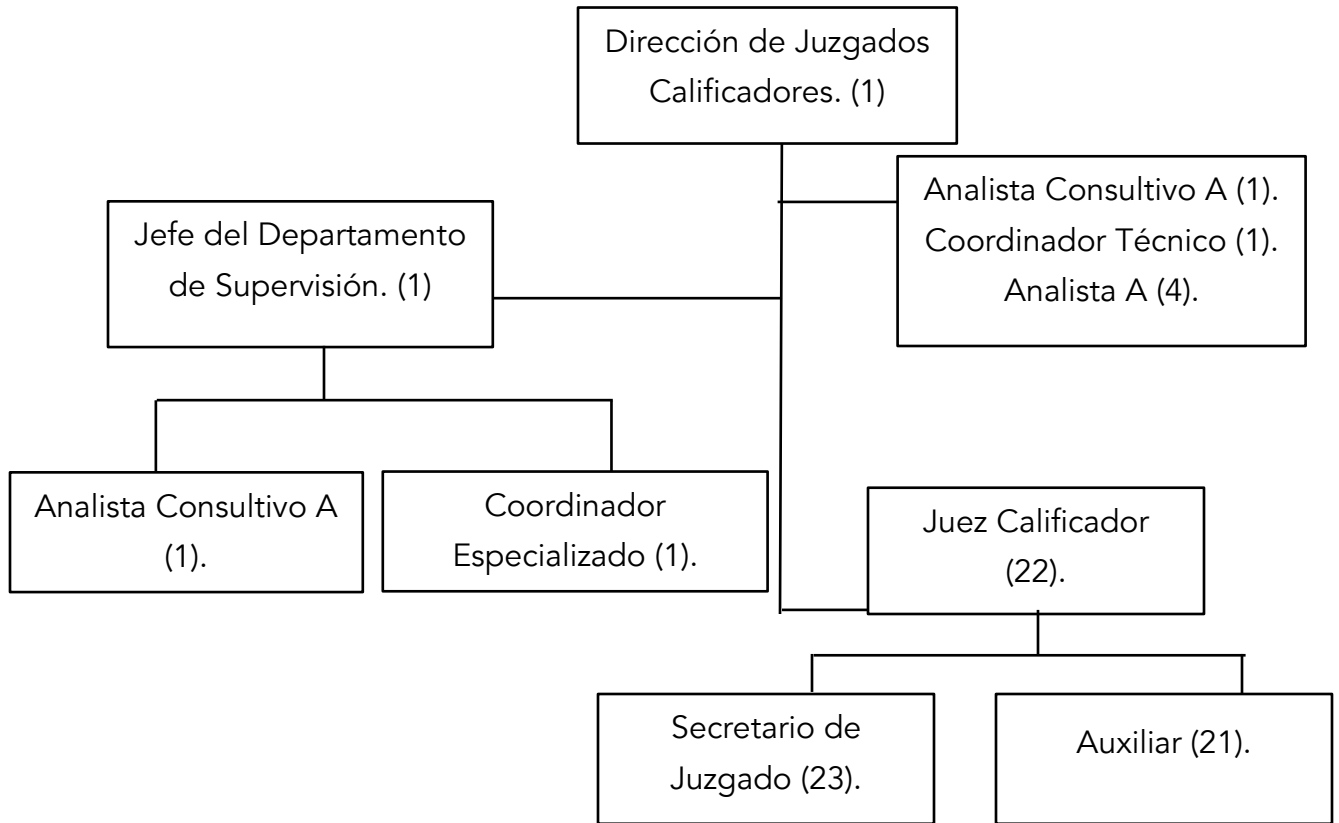 Dirección de Juzgados
Calificadores. (1)
Analista Consultivo A (1).
Coordinador Técnico (1).
Analista A (4).
Jefe del Departamento
de Supervisión. (1)
Analista Consultivo A
(1).
Coordinador
Especializado (1).
Juez Calificador
(22).
Secretario de
Juzgado (23).
Auxiliar (21).